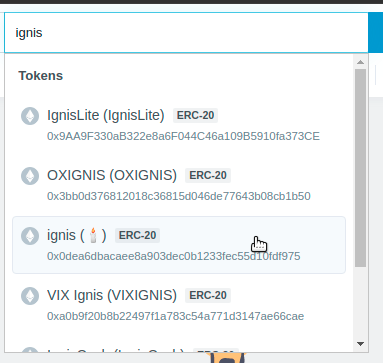 ignis
Tokens
IgnisLite (IgnisLite) ERC-20
0x9AA9F330aB322e8a6F044C46a109B5910fa373CE
OXIGNIS (OXIGNIS) ERC-20
0x3bb0d376812018c36815d046de77643b08cb1b50
ignis (🕯️) ERC-20
0x0dea6dbacaee8a903dec0b1233fec55d10fdf975
VIX Ignis (VIXIGNIS) ERC-20
0xa0b9f20b8b22497f1a783c54a771d3147ae66cae